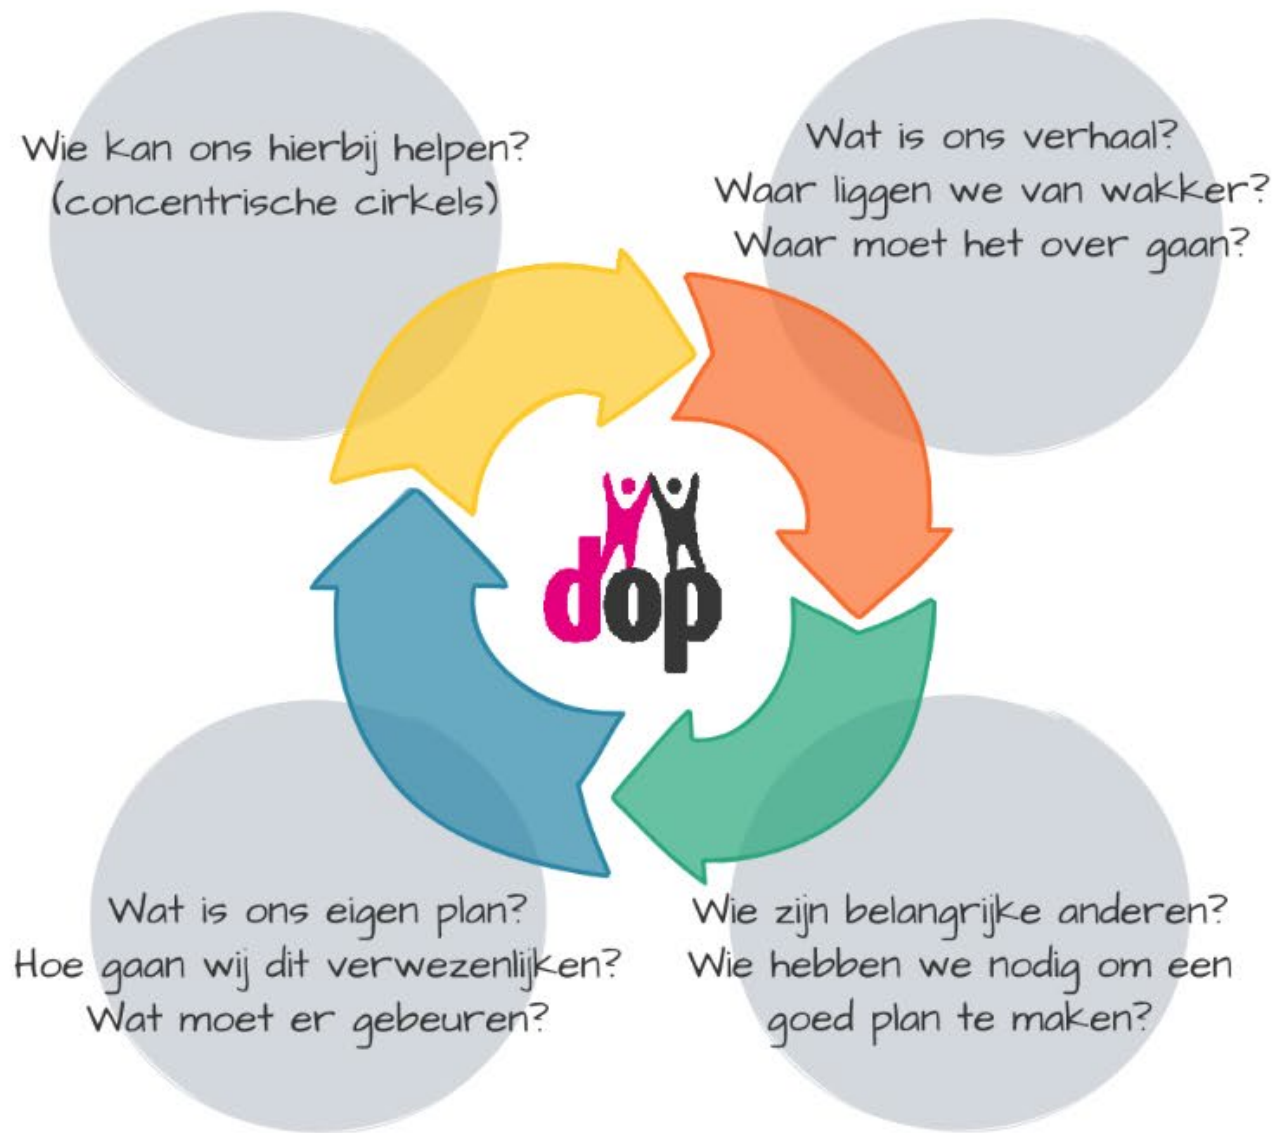 Wie kan ons hierbij helpen?
(concentrische cirkels)
Wat is ons verhaal?
Waar liggen we van wakker?
Waar moet het over gaan?
dop
Wat is ons eigen plan?
Hoe gaan wij dit verwezenlijken?
Wat moet er gebeuren?
Wie zijn belangrijke anderen?
Wie hebben we nodig om een
goed plan te maken?